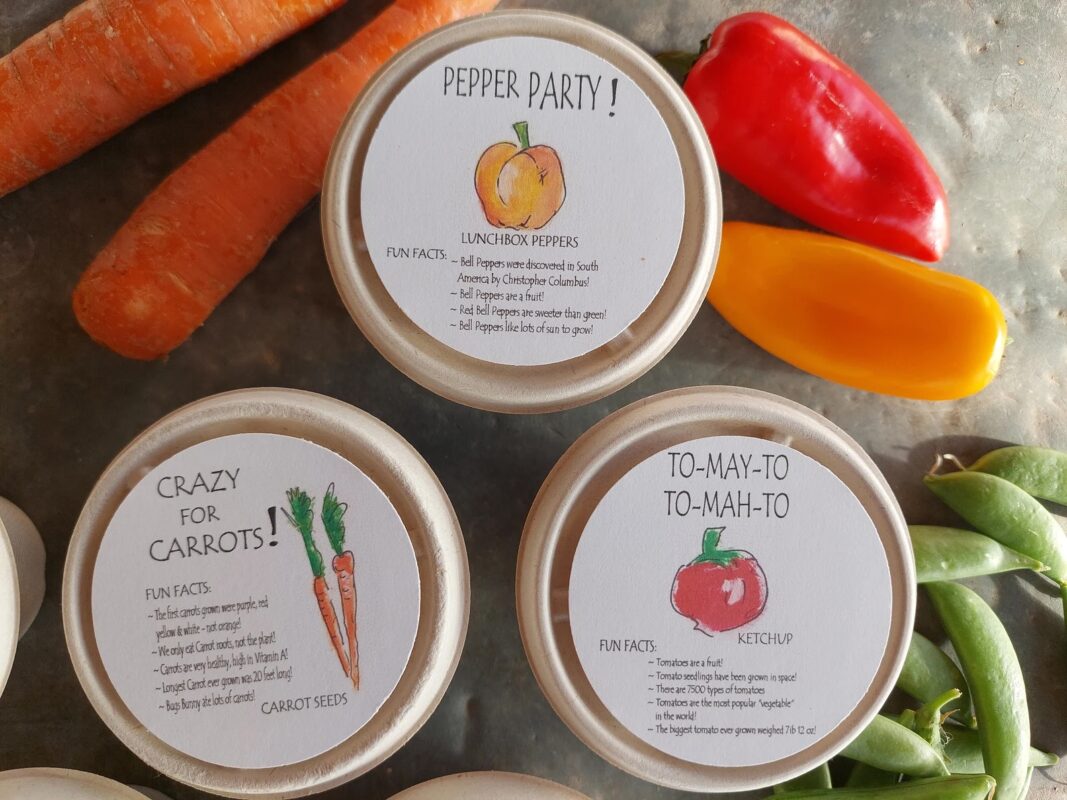 PEPPER PARTY!
LUNCHBOX PEPPERS
FUN FACTS:
~ Bell Peppers were discovered in South
America by Christopher Columbus!
~ Bell Peppers are a fruit!
~ Red Bell Peppers are sweeter than green!
~ Bell Peppers like lots of sun to grow!
CRAZY
FOR
CARROTS!
FUN FACTS:
~ The first carrots grown were purple, red
yellow & white - not orange!
~ We only eat Carrot roots, not the plant!
~ Carrots are very healthy, high in Vitamin A!
~ Longest Carrot ever grown was 20 feet long!
~ Bugs Bunny ate lots of carrots!
CARROT SEEDS
TO-MAY-TO
TO-MAH-TO
KETCHUP
FUN FACTS:
~ Tomatoes are a fruit!
~ Tomato seedlings have been grown in space!
~ There are 7500 types of tomatoes
~ Tomatoes are the most popular "vegetable"
in the world!
~ The biggest tomato ever grown weighed 7 lb 12 oz!